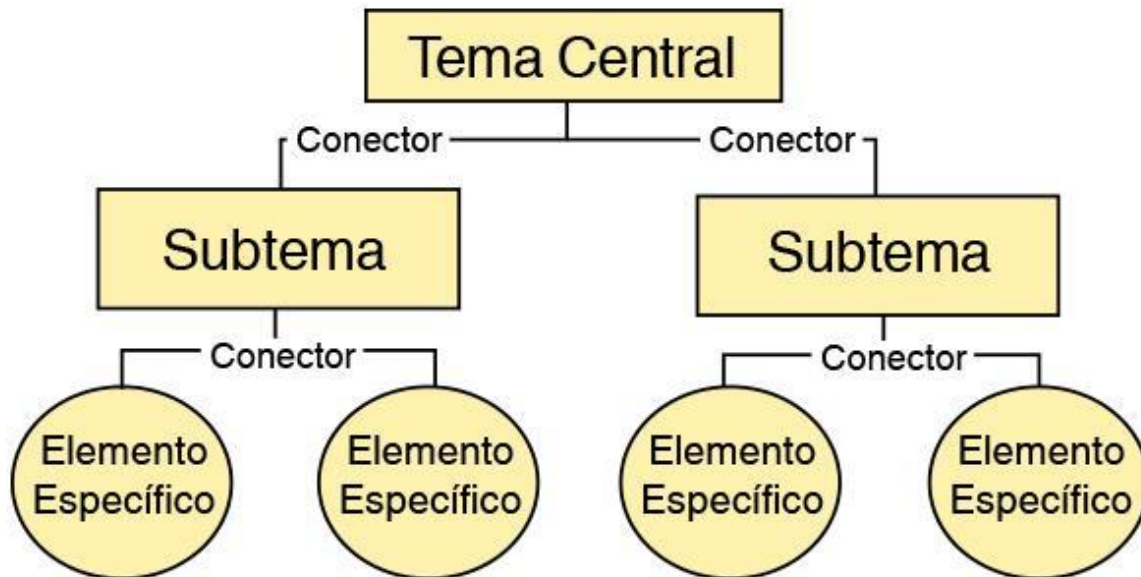 Tema Central
Conector Conector
Subtema Subtema
Conector Conector
Elemento Elemento Elemento Elemento
Específico Específico Específico Específico